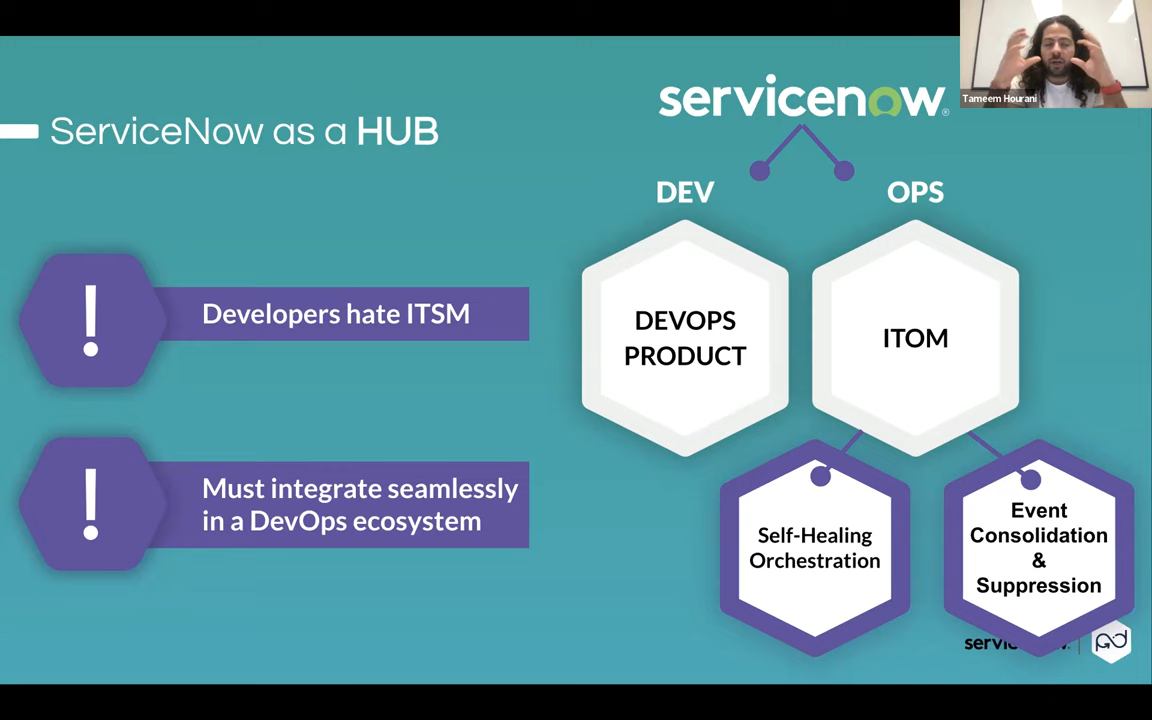 ServiceNow as a HUB
servicenow®
Tameem Hourani
DEV
OPS
Developers hate ITSM
Must integrate seamlessly
in a DevOps ecosystem
DEVOPS
PRODUCT
ITOM
Self-Healing
Orchestration
Event
Consolidation
&
Suppression